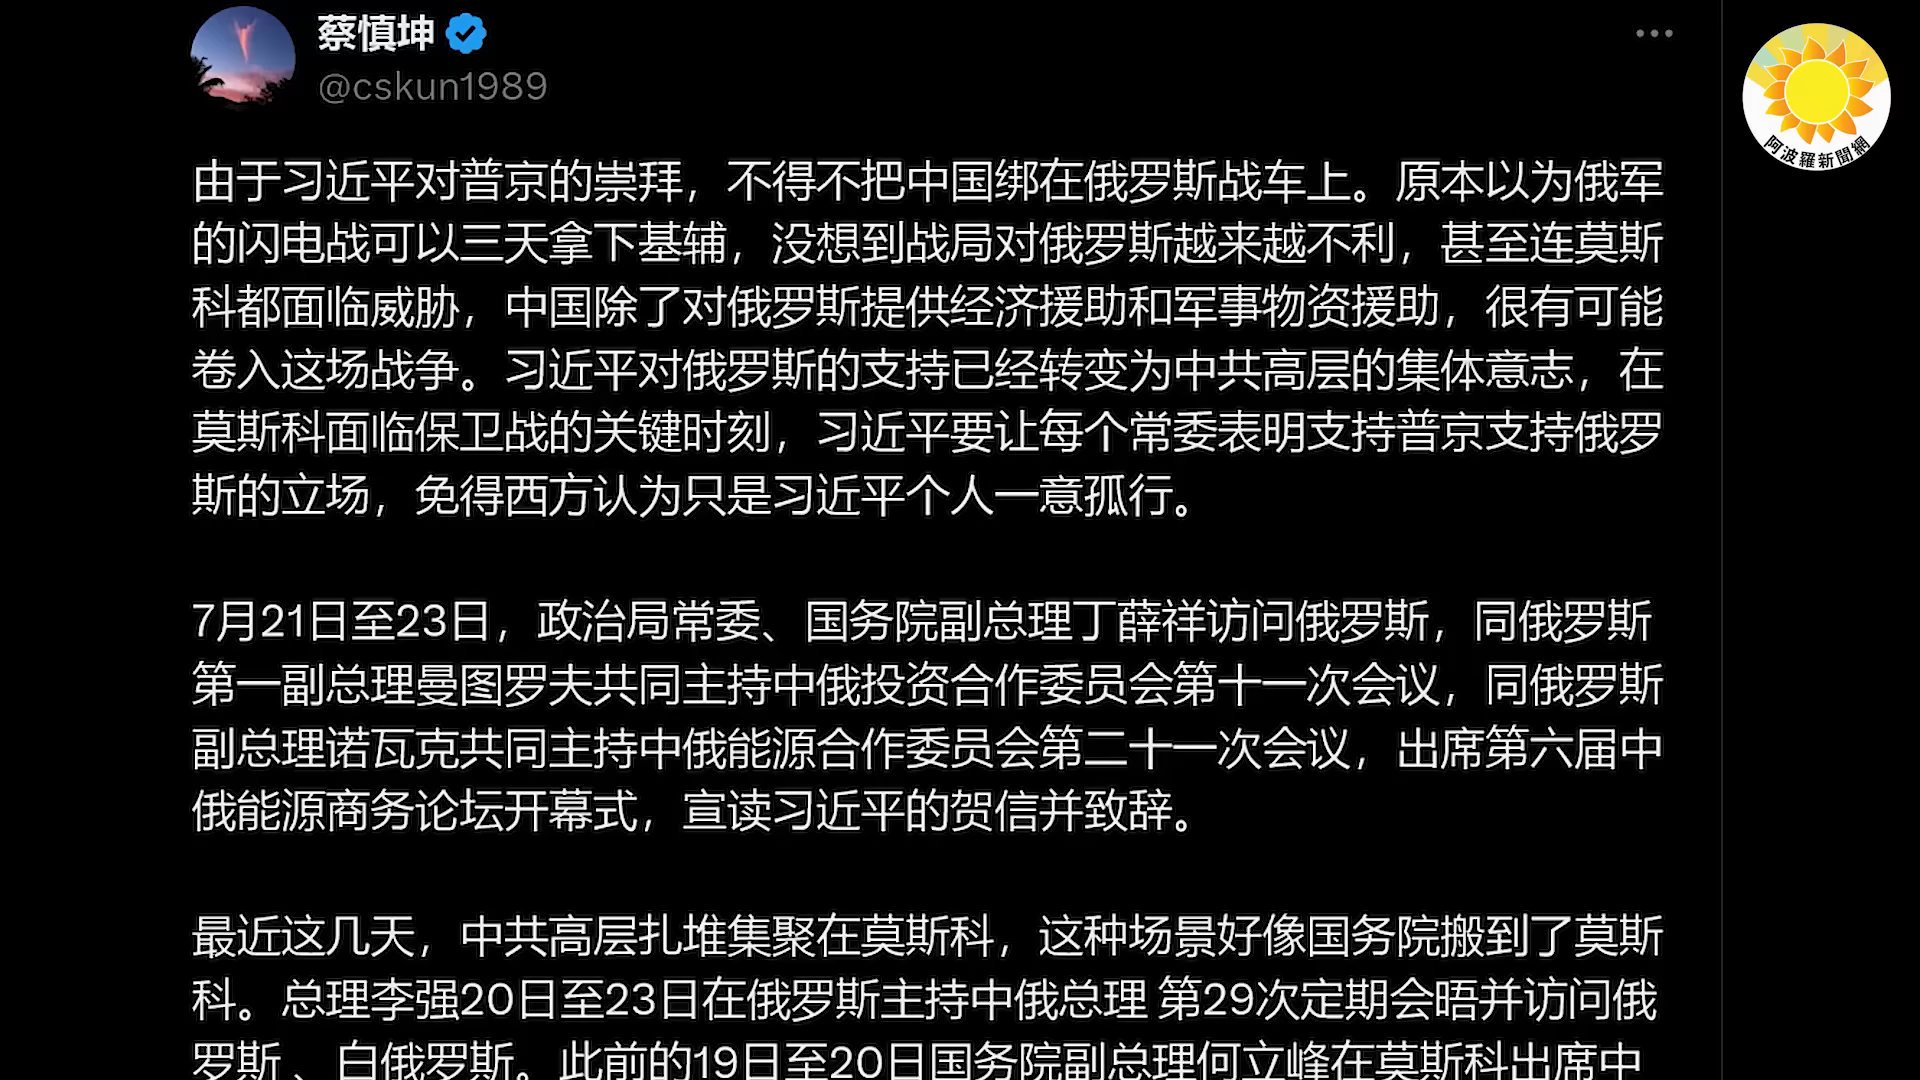 蔡慎坤
@cskun1989
阿波羅新聞網
由于习近平对普京的崇拜，不得不把中国绑在俄罗斯战车上。原本以为俄军
的闪电战可以三天拿下基辅，没想到战局对俄罗斯越来越不利，甚至连莫斯
科都面临威胁，中国除了对俄罗斯提供经济援助和军事物资援助，很有可能
卷入这场战争。习近平对俄罗斯的支持已经转变为中共高层的集体意志，在
莫斯科面临保卫战的关键时刻，习近平要让每个常委表明支持普京支持俄罗
斯的立场，免得西方认为只是习近平个人一意孤行。
7月21日至23日，政治局常委、国务院副总理丁薛祥访问俄罗斯，同俄罗斯
第一副总理曼图罗夫共同主持中俄投资合作委员会第十一次会议，同俄罗斯
副总理诺瓦克共同主持中俄能源合作委员会第二十一次会议，出席第六届中
俄能源商务论坛开幕式，宣读习近平的贺信并致辞。
最近这几天，中共高层扎堆集聚在莫斯科，这种场景好像国务院搬到了莫斯
科。总理李强20日至23日在俄罗斯主持中俄总理 第29次定期会晤并访问俄
罗斯 、白俄罗斯。此前的19日至20日国务院副总理何立峰在莫斯科出席中